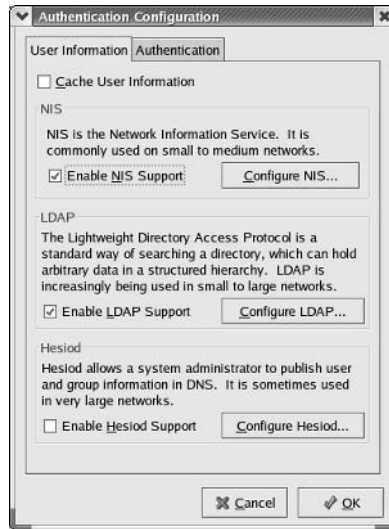 Authentication Configuration
User Information Authentication
Cache User Information
NIS
NIS is the Network Information Service. It is
commonly used on small to medium networks.
Enable NIS Support Configure NIS...
LDAP
The Lightweight Directory Access Protocol is a
standard way of searching a directory, which can hold
arbitrary data in a structured hierarchy. LDAP is
increasingly being used in small to large networks.
Enable LDAP Support Configure LDAP...
Hesiod
Hesiod allows a system administrator to publish user
and group information in DNS. It is sometimes used
in very large networks.
Enable Hesiod Support Configure Hesiod...
Cancel OK